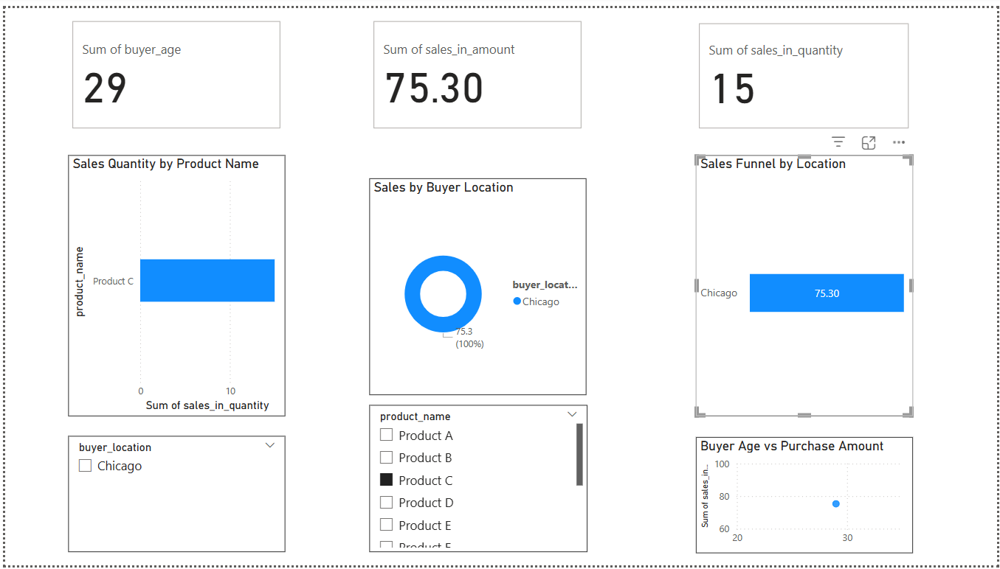 Sum of buyer_age
29
Sum of sales_in_amount
75.30
Sum of sales_in_quantity
15
Sales Quantity by Product Name
product_name
Product C
0
10
Sum of sales_in_quantity
Sales by Buyer Location
75.3
(100%)
buyer_locat...
Chicago
Sales Funnel by Location
Chicago
75.30
buyer_location
Chicago
product_name
Product A
Product B
Product C
Product D
Product E
Buyer Age vs Purchase Amount
Sum of sales_in...
100
80
60
20
30